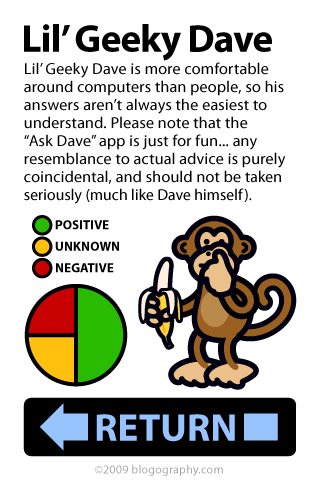 Lil’ Geeky Dave
Lil’ Geeky Dave is more comfortable
around computers than people, so his
answers aren’t always the easiest to
understand. Please note that the
“Ask Dave” app is just for fun... any
resemblance to actual advice is purely
coincidental, and should not be taken
seriously (much like Dave himself).
POSITIVE
UNKNOWN
NEGATIVE
RETURN
©2009 blogography.com